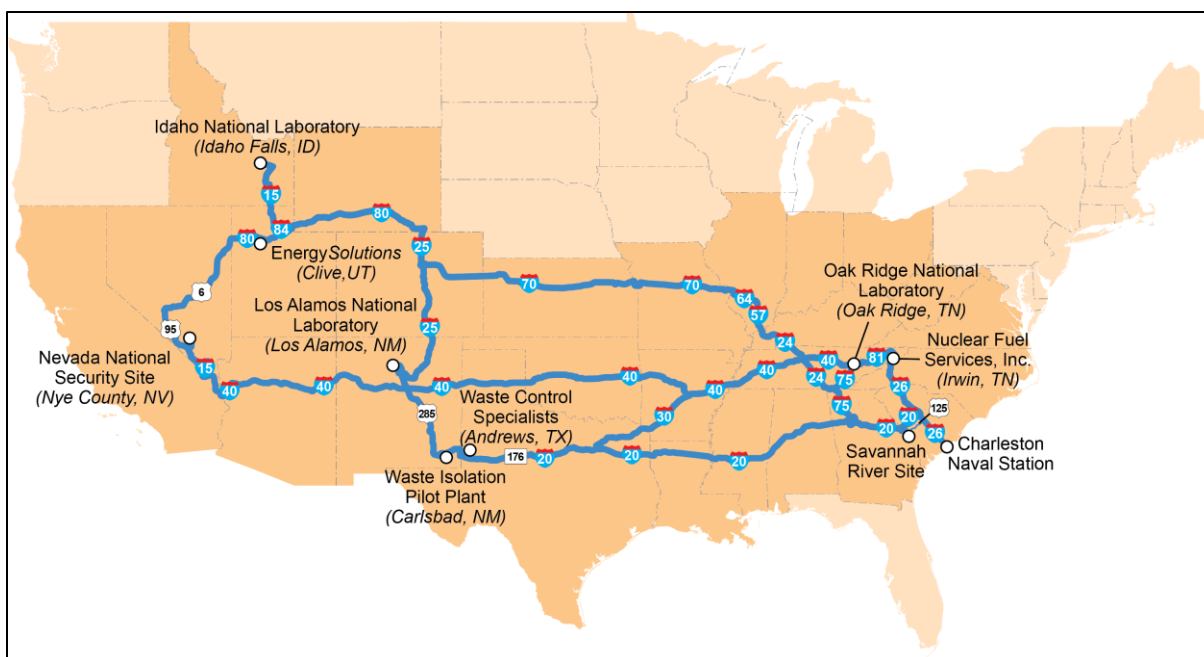 Idaho National Laboratory
(Idaho Falls, ID)
15
80
84
80
25
EnergySolutions
(Clive,UT)
6
95
15
Nevada National
Security Site
(Nye County, NV)
Los Alamos National
Laboratory
(Los Alamos, NM)
25
70
70
64
57
24
Oak Ridge National
Laboratory
(Oak Ridge, TN)
Nuclear Fuel
Services, Inc.
(Irwin, TN)
40
40
40
40
40
40
40
81
24
75
75
26
125
20
20
26
30
285
Waste Control
Specialists
(Andrews, TX)
176
20
20
20
Waste Isolation
Pilot Plant
(Carlsbad, NM)
Savannah
River Site
Charleston
Naval Station